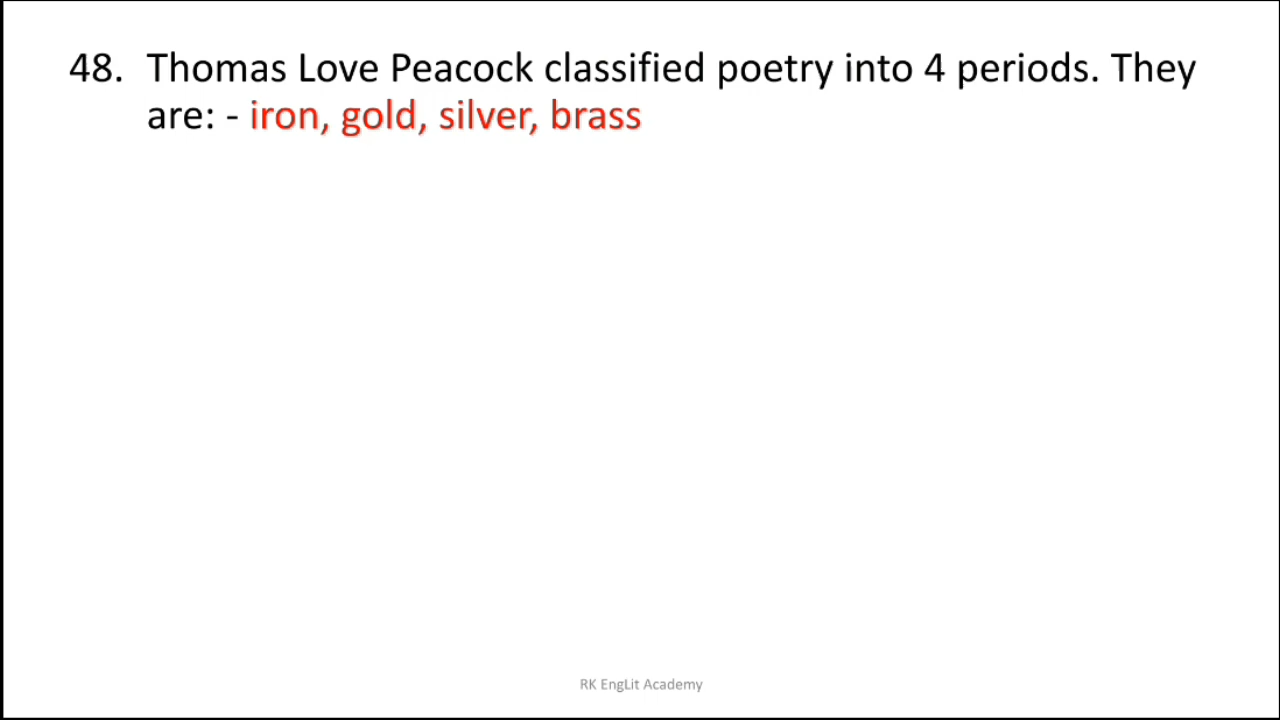 48. Thomas Love Peacock classified poetry into 4 periods. They
are: - iron, gold, silver, brass
RK EngLit Academy